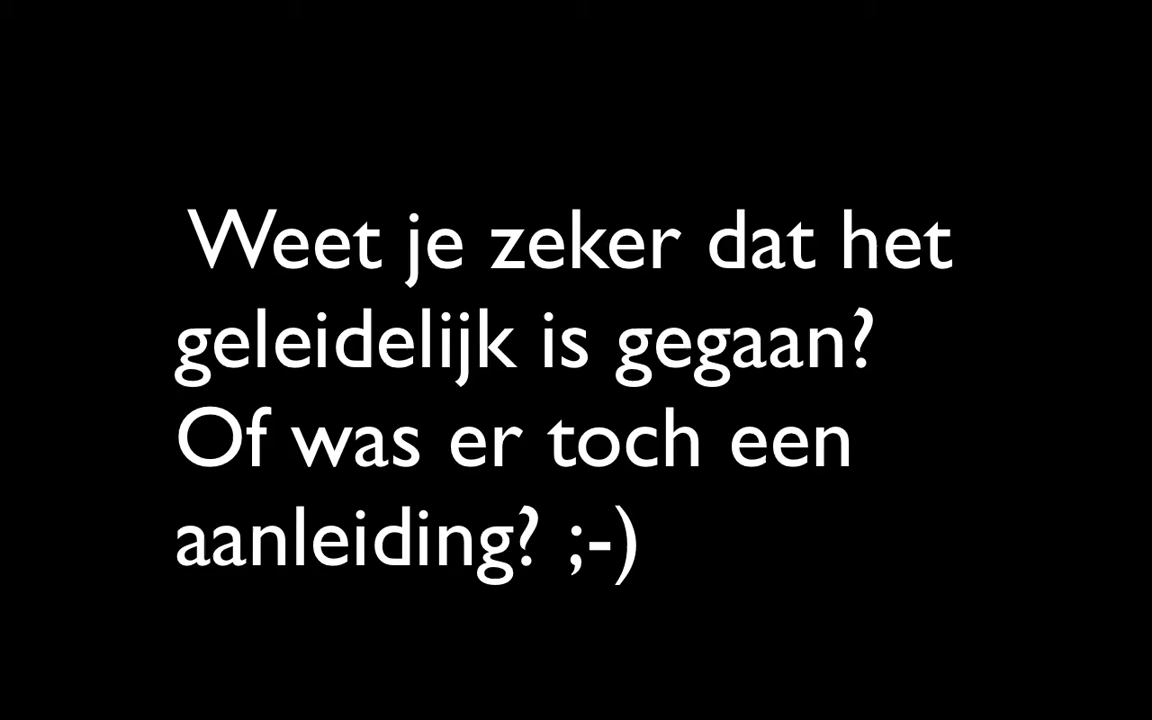 Weet je zeker dat het
geleidelijk is gegaan?
Of was er toch een
aanleiding? ;-)